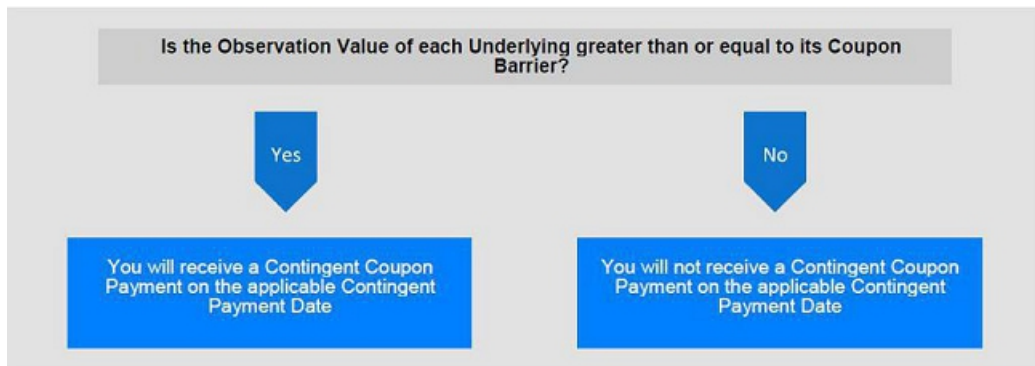 Is the Observation Value of each Underlying greater than or equal to its Coupon
Barrier?
Yes
No
You will receive a Contingent Coupon
Payment on the applicable Contingent
Payment Date
You will not receive a Contingent Coupon
Payment on the applicable Contingent
Payment Date